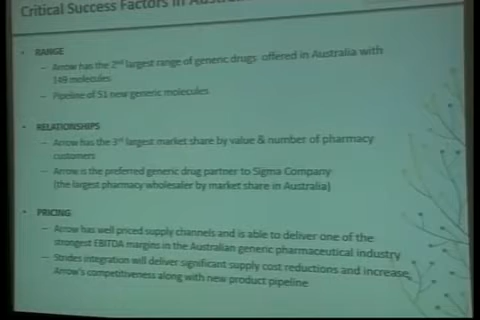 Critical Success Factors in Austral
• RANGE
– Arrow has the 2nd largest range of generic drugs offered in Australia with
149 molecules
– Pipeline of 51 new generic molecules
• RELATIONSHIPS
– Arrow has the 3rd largest market share by value & number of pharmacy
customers
– Arrow is the preferred generic drug partner to Sigma Company
(the largest pharmacy wholesaler by market share in Australia)
• PRICING
– Arrow has well priced supply channels and is able to deliver one of the
strongest EBITDA margins in the Australian generic pharmaceutical industry
– Strides integration will deliver significant supply cost reductions and increase
Arrow's competitiveness along with new product pipeline